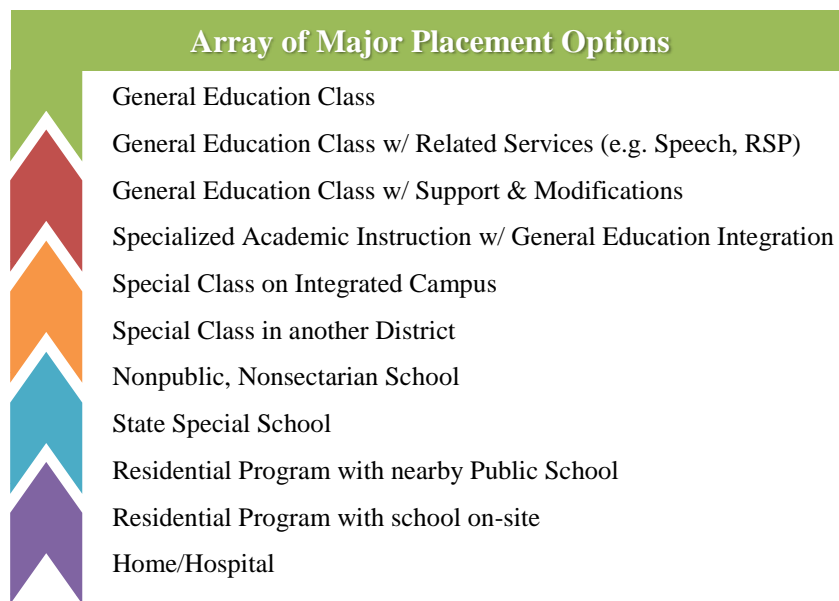 Array of Major Placement Options
General Education Class
General Education Class w/ Related Services (e.g. Speech, RSP)
General Education Class w/ Support & Modifications
Specialized Academic Instruction w/ General Education Integration
Special Class on Integrated Campus
Special Class in another District
Nonpublic, Nonsectarian School
State Special School
Residential Program with nearby Public School
Residential Program with school on-site
Home/Hospital